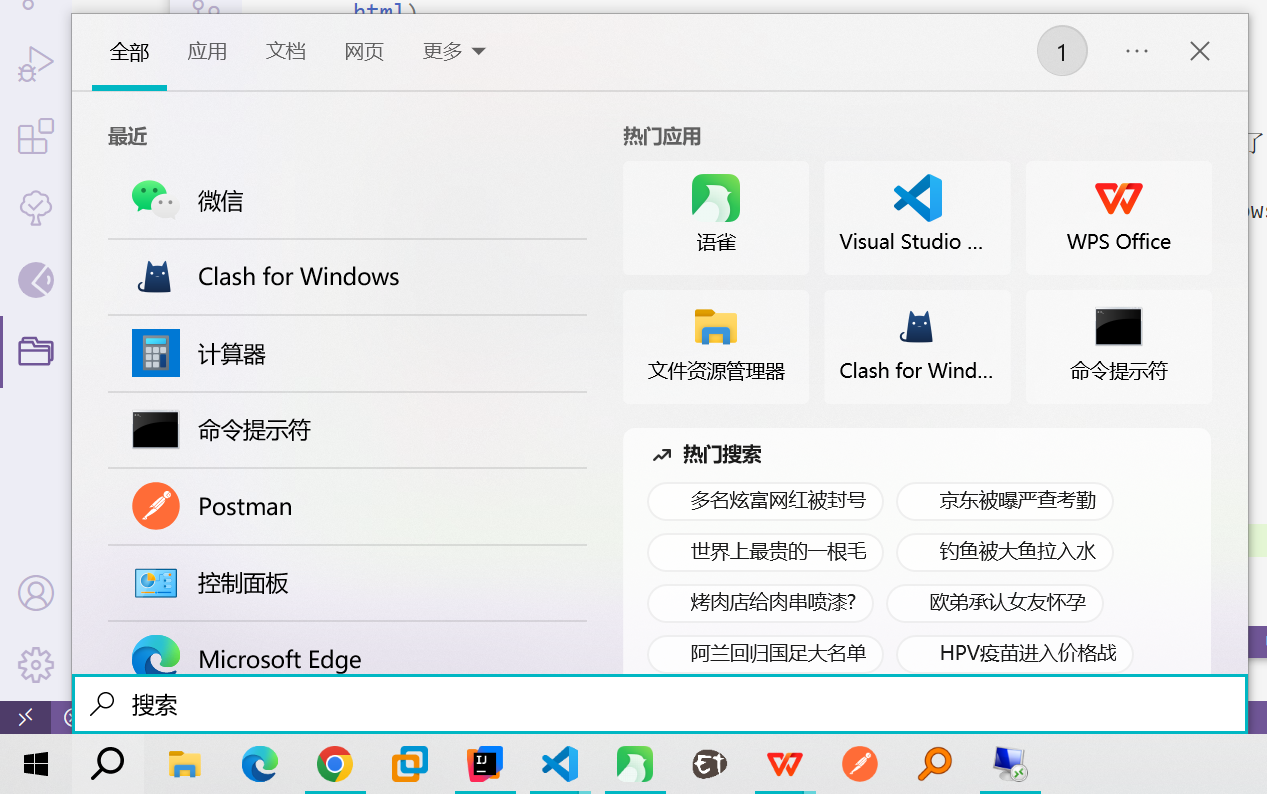 html)
全部 应用 文档 网页 更多
1
最近
微信
Clash for Windows
计算器
命令提示符
Postman
控制面板
Microsoft Edge
热门应用
语雀
Visual Studio ...
WPS Office
文件资源管理器
Clash for Wind...
命令提示符
热门搜索
多名炫富网红被封号
京东被曝严查考勤
世界上最贵的一根毛
钓鱼被大鱼拉入水
烤肉店给肉串喷漆?
欧弟承认女友怀孕
阿兰回归国足大名单
HPV疫苗进入价格战
了
ows
搜索
IJ